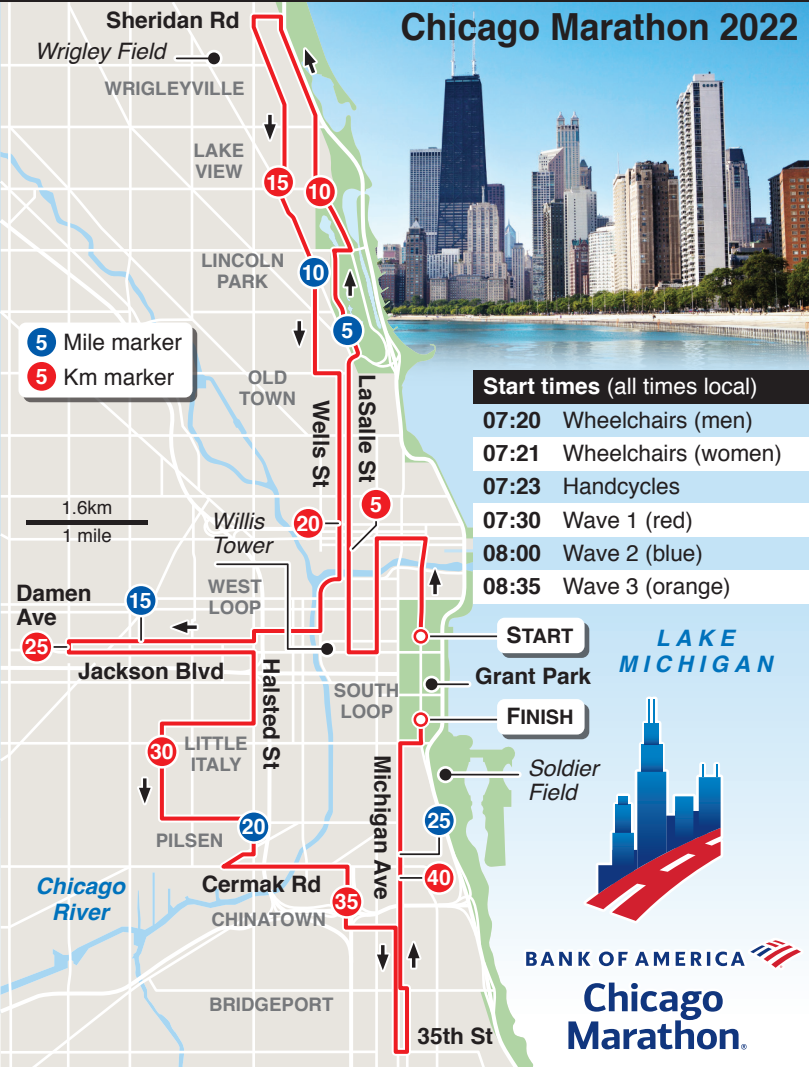 Chicago Marathon 2022
Sheridan Rd
Wrigley Field
WRIGLEYVILLE
LAKE
VIEW
15
10
LINCOLN
PARK
10
5
5 Mile marker
5 Km marker
OLD
TOWN
Wells St
LaSalle St
Start times (all times local)
07:20 Wheelchairs (men)
07:21 Wheelchairs (women)
07:23 Handcycles
07:30 Wave 1 (red)
08:00 Wave 2 (blue)
08:35 Wave 3 (orange)
1.6km
1 mile
Willis
Tower
20
5
Damen
Ave
15
WEST
LOOP
25
Jackson Blvd
START
LAKE
MICHIGAN
Halsted St
SOUTH
LOOP
Grant Park
FINISH
30
LITTLE
ITALY
Michigan Ave
Soldier
Field
20
25
PILSEN
Cermak Rd
40
Chicago
River
35
CHINATOWN
BRIDGEPORT
35th St
BANK OF AMERICA
Chicago
Marathon®